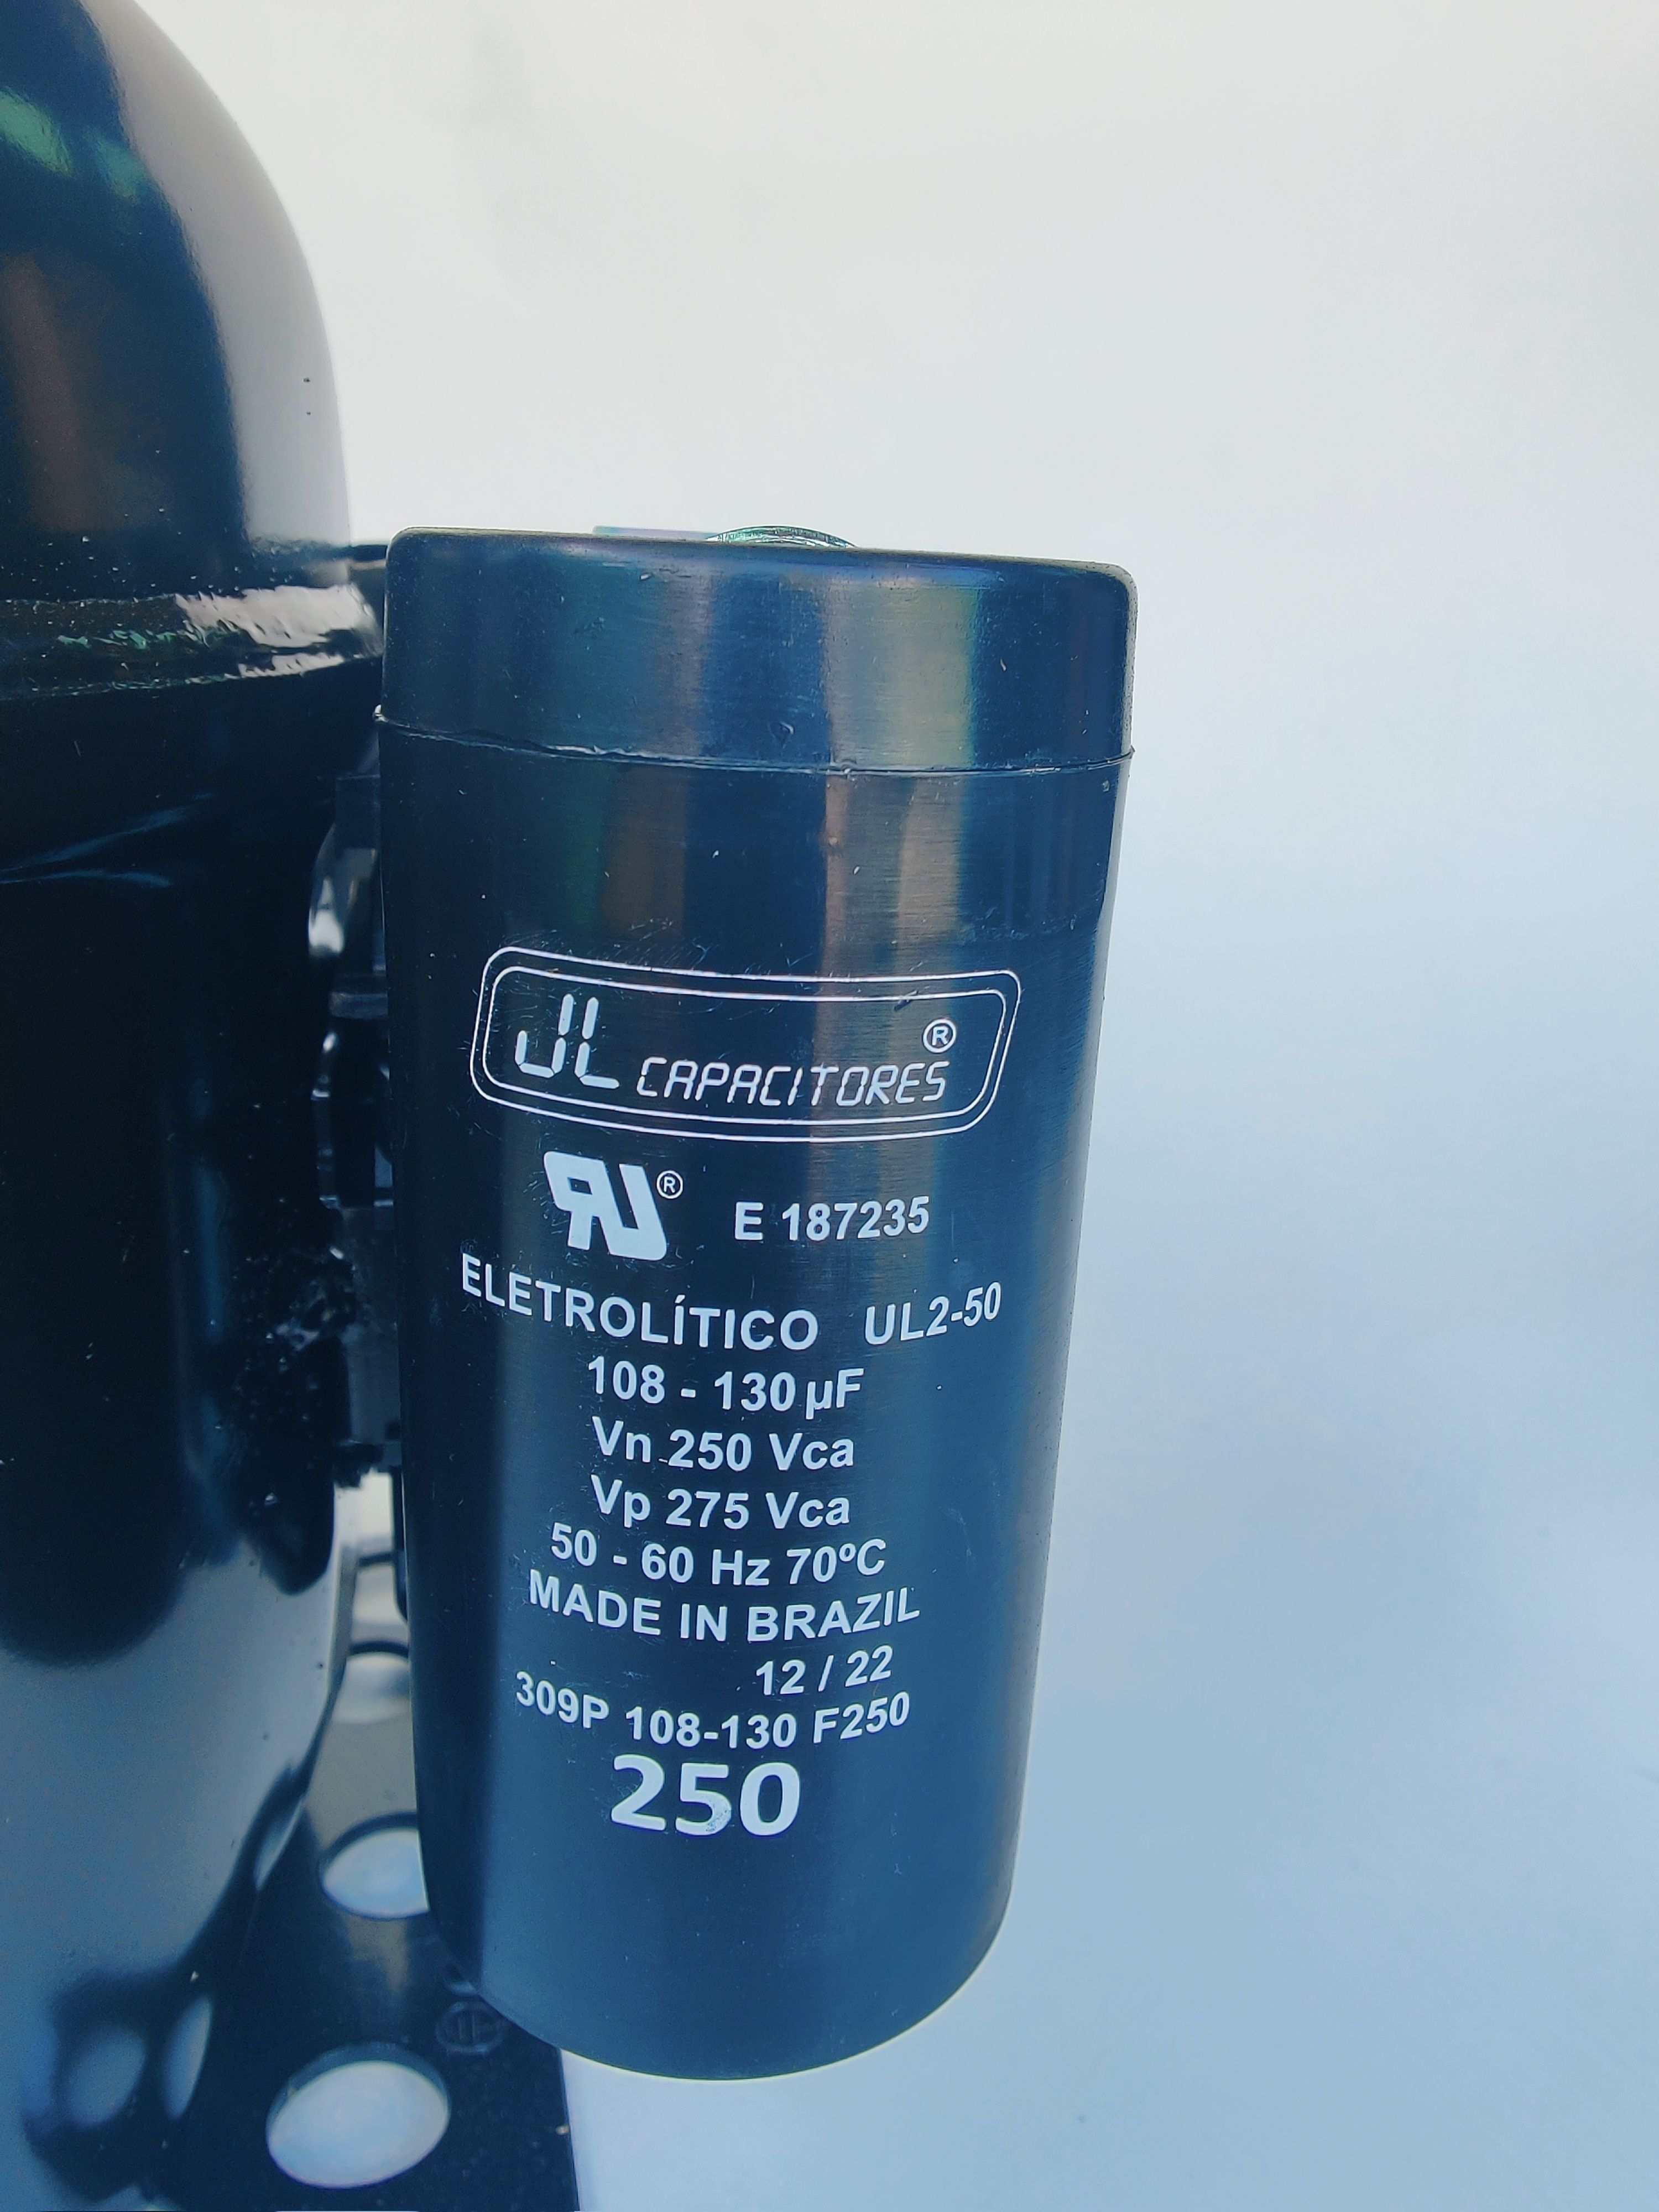 JL CAPACITORES ®
RU ® E 187235
ELETROLÍTICO UL2-50
108 - 130 µF
Vn 250 Vca
Vp 275 Vca
50 - 60 Hz 70ºC
MADE IN BRAZIL
12 / 22
309P 108-130 F250
250